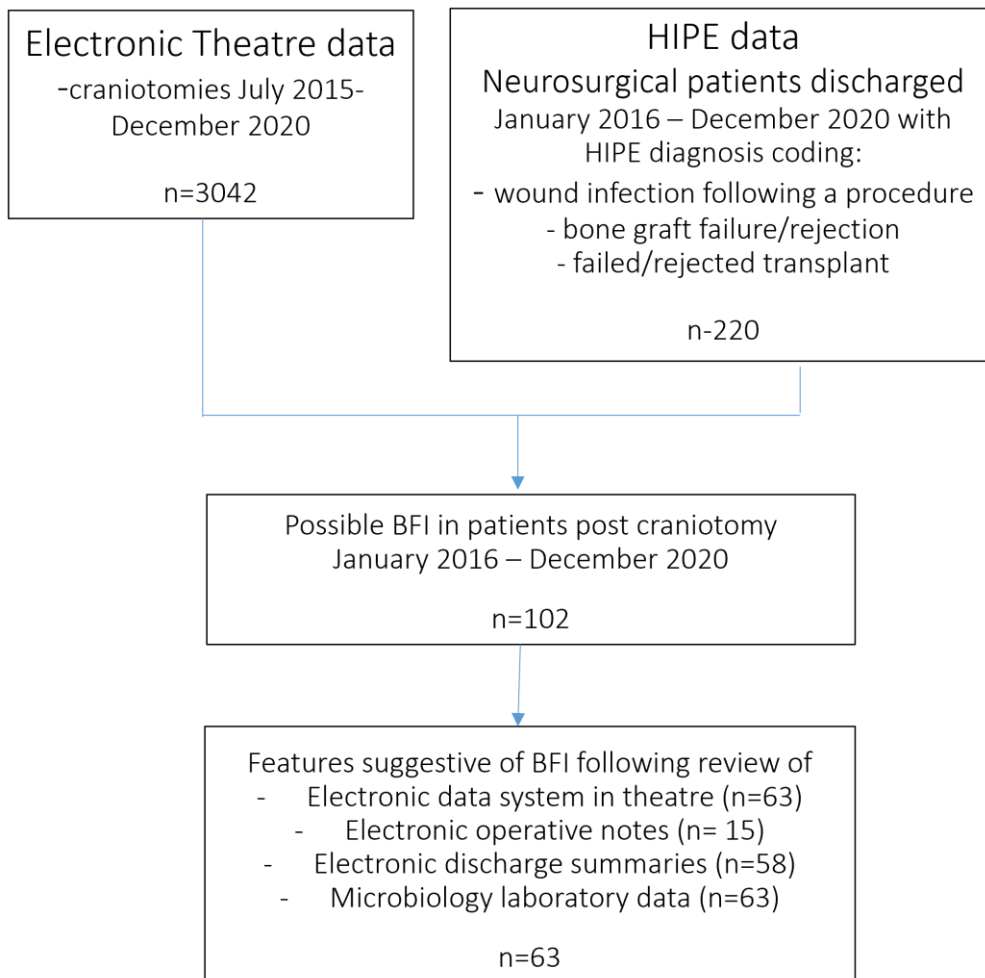 Electronic Theatre data
-craniotomies July 2015-
December 2020
n=3042
HIPE data
Neurosurgical patients discharged
January 2016 – December 2020 with
HIPE diagnosis coding:
- wound infection following a procedure
- bone graft failure/rejection
- failed/rejected transplant
n-220
Possible BFI in patients post craniotomy
January 2016 – December 2020
n=102
Features suggestive of BFI following review of
- Electronic data system in theatre (n=63)
- Electronic operative notes (n= 15)
- Electronic discharge summaries (n=58)
- Microbiology laboratory data (n=63)
n=63